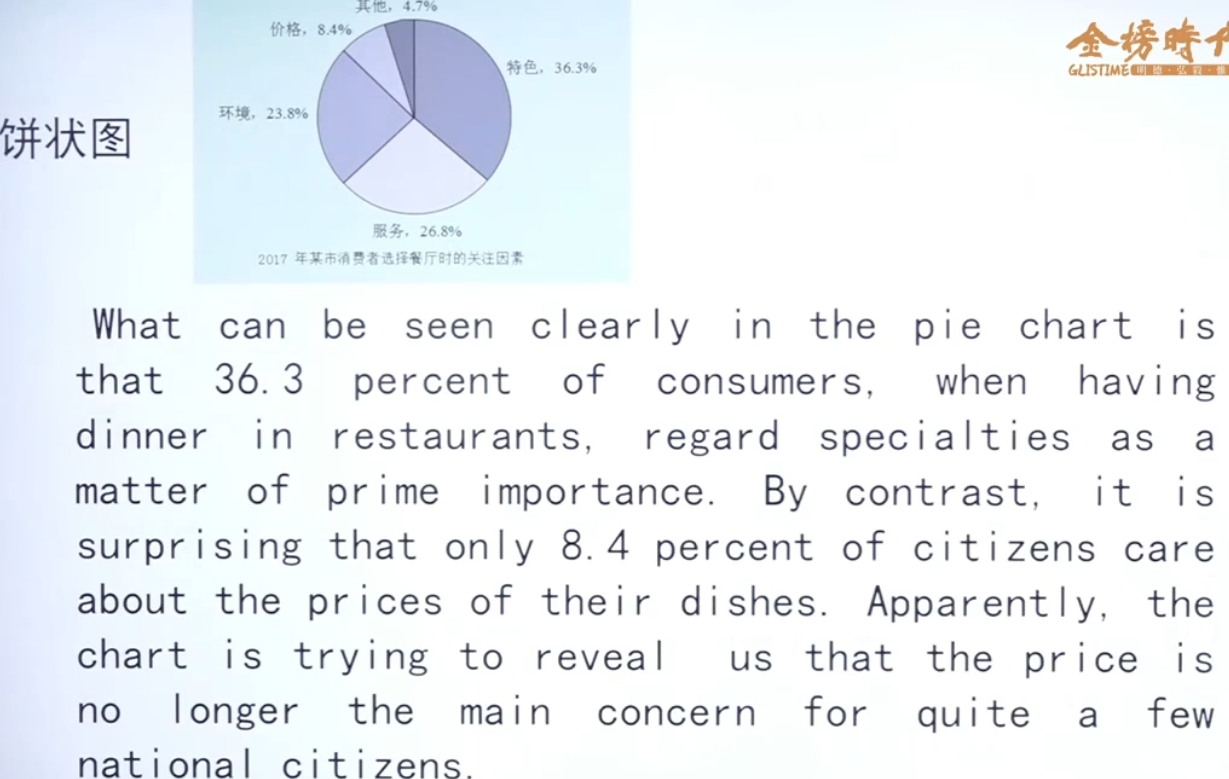 其他，4.7%
价格，8.4%
特色，36.3%
环境，23.8%
服务，26.8%
2017 年某市消费者选择餐厅时的关注因素
饼状图
金榜時
GLISTIME 明德·弘毅·
What can be seen clearly in the pie chart is
that 36.3 percent of consumers, when having
dinner in restaurants, regard specialties as a
matter of prime importance. By contrast, it is
surprising that only 8.4 percent of citizens care
about the prices of their dishes. Apparently, the
chart is trying to reveal us that the price is
no longer the main concern for quite a few
national citizens.